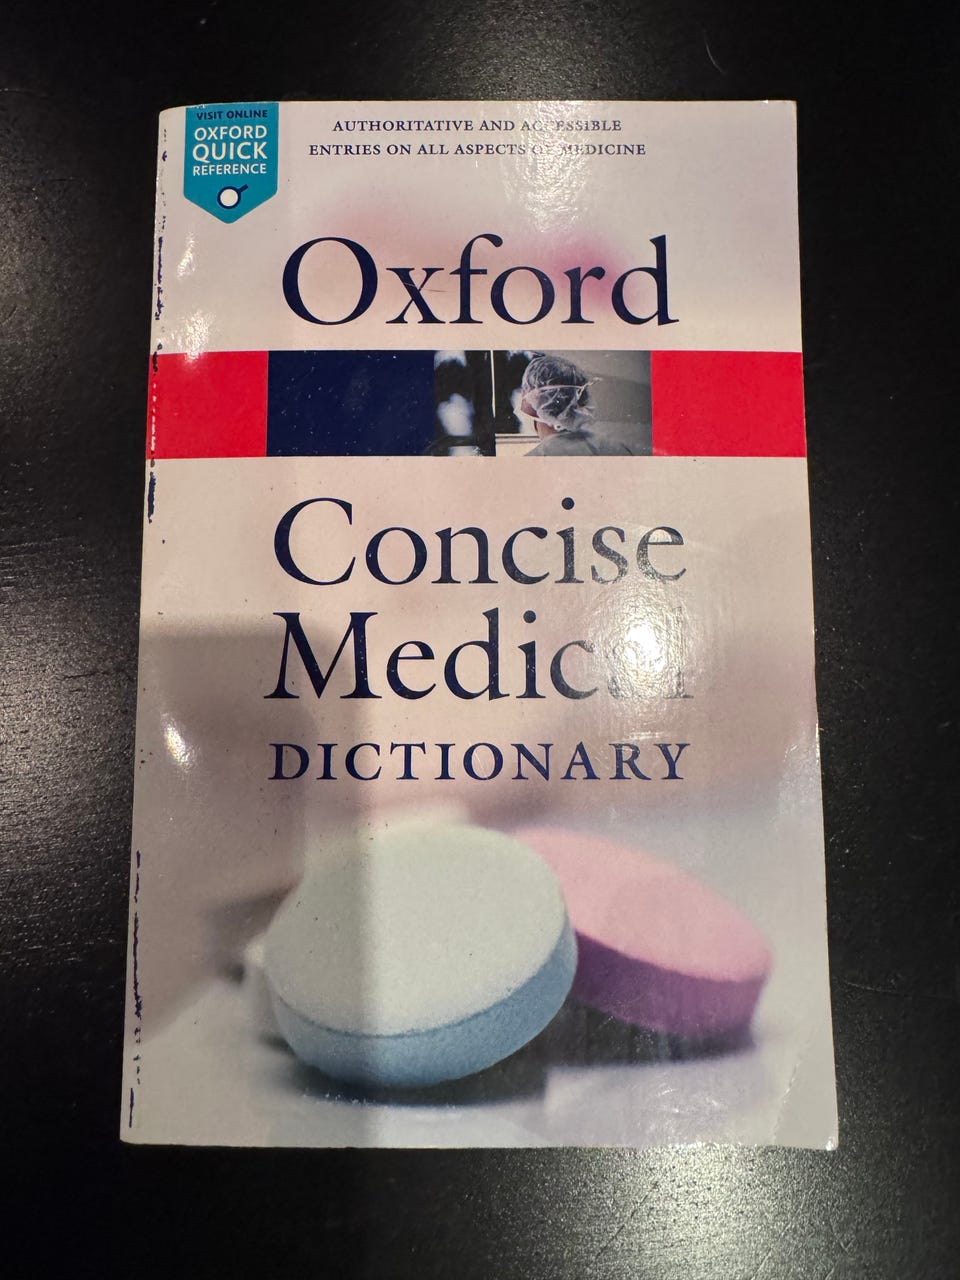 VISIT ONLINE
OXFORD
QUICK
REFERENCE
AUTHORITATIVE AND ACCESSIBLE
ENTRIES ON ALL ASPECTS OF MEDICINE
Oxford
Concise
Medical
DICTIONARY